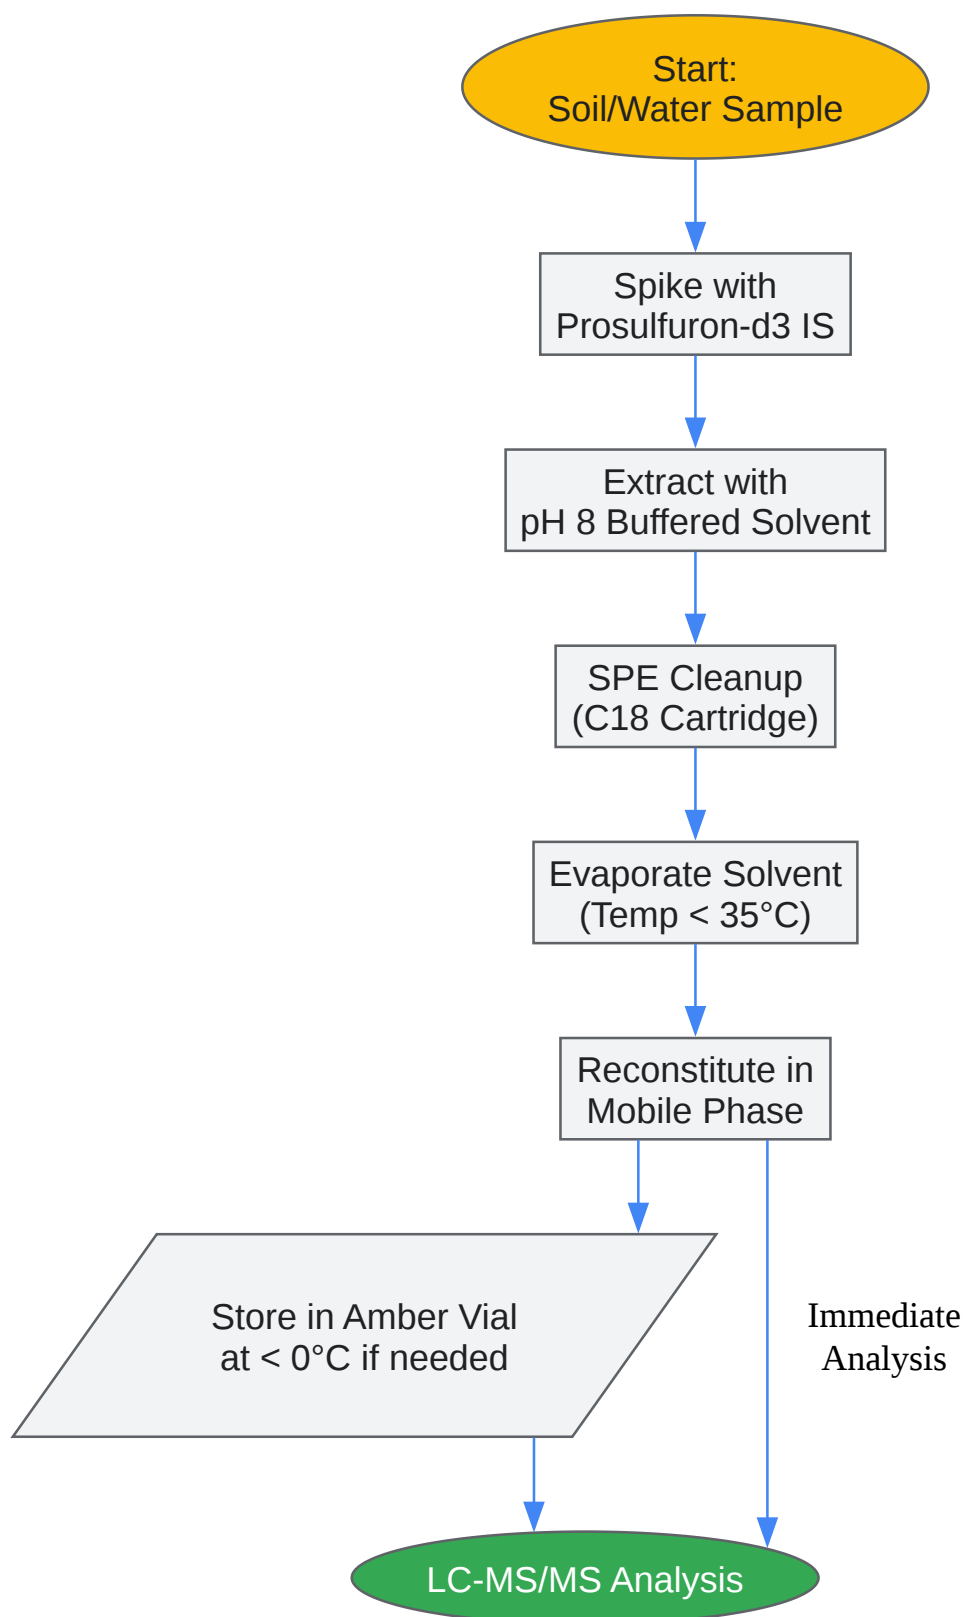 Start:
Soil/Water Sample
Spike with
Prosulfuron-d3 IS
Extract with
pH 8 Buffered Solvent
SPE Cleanup
(C18 Cartridge)
Evaporate Solvent
(Temp < 35°C)
Reconstitute in
Mobile Phase
Store in Amber Vial
at < 0°C if needed
Immediate
Analysis
LC-MS/MS Analysis